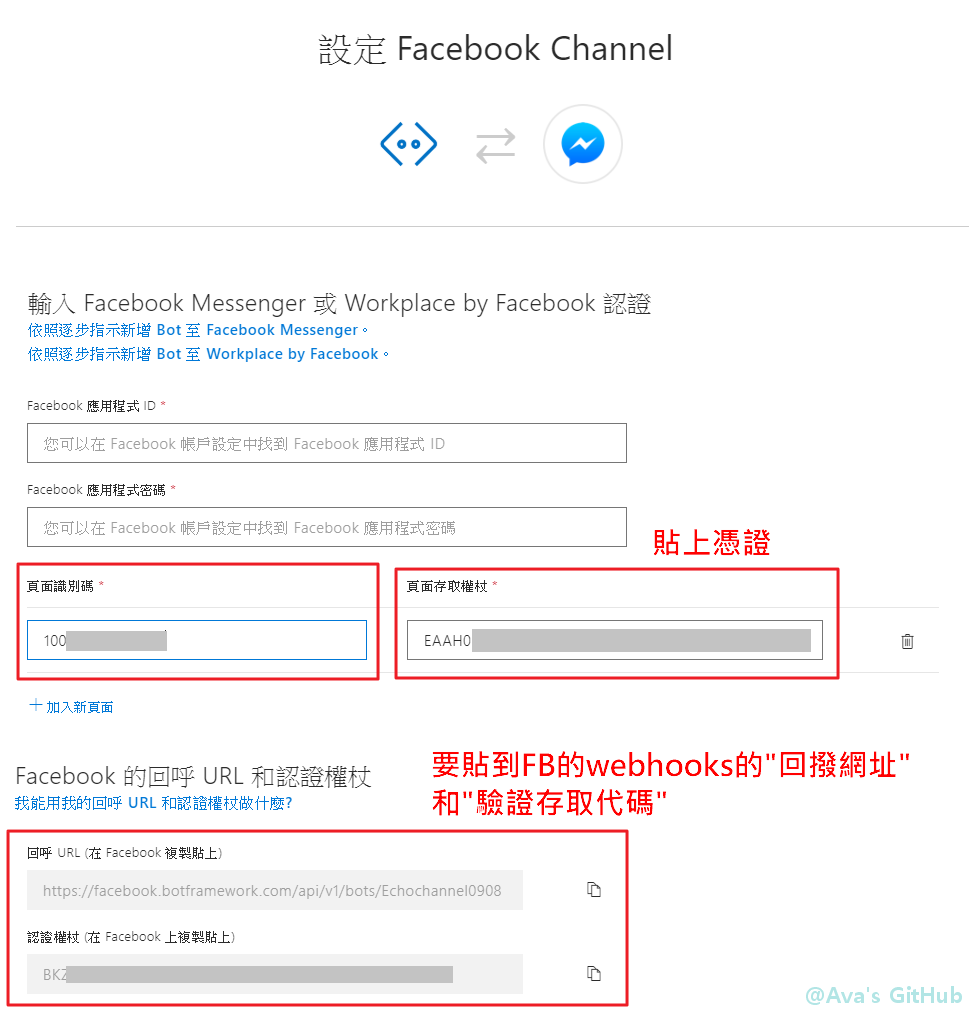 設定 Facebook Channel
輸入 Facebook Messenger 或 Workplace by Facebook 認證
依照逐步指示新增 Bot 至 Facebook Messenger。
依照逐步指示新增 Bot 至 Workplace by Facebook。
Facebook 應用程式 ID *
您可以在 Facebook 帳戶設定中找到 Facebook 應用程式 ID
Facebook 應用程式密碼 *
您可以在 Facebook 帳戶設定中找到 Facebook 應用程式密碼
貼上憑證
頁面識別碼 *
頁面存取權杖 *
100
EAAH0
加入新頁面
要貼到FB的webhooks的"回撥網址"
和"驗證存取代碼"
Facebook 的回呼 URL 和認證權杖
我能用我的回呼 URL 和認證權杖做什麼?
回呼 URL (在 Facebook 複製貼上)
https://facebook.botframework.com/api/v1/bots/Echochannel0908
認證權杖 (在 Facebook 上複製貼上)
BKZ
@Ava's GitHub